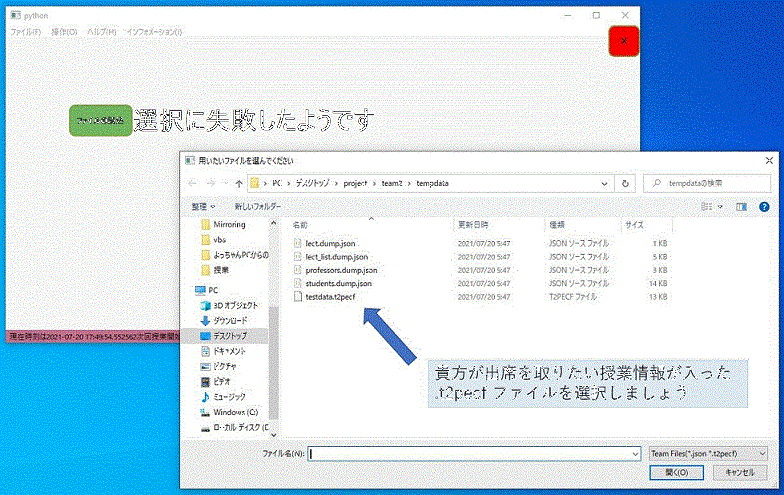 python
ファイル(F) 操作(O) ヘルプ(H) インフォメーション(I)
X
選択に失敗したようです
用いたいファイルを選んでください
PC > デスクトップ > project > team2 > tempdata
tempdataの検索
整理 新しいフォルダー
名前 更新日時 種類 サイズ
Mirroring
vbs
よっちゃんPCからの
授業
PC
3D オブジェクト
ダウンロード
デスクトップ
ドキュメント
ピクチャ
ビデオ
ミュージック
Windows (C:)
ローカル ディスク (D
lect.dump.json 2021/07/20 5:47 JSON ソース ファイル 1 KB
lect_list.dump.json 2021/07/20 5:47 JSON ソース ファイル 5 KB
professors.dump.json 2021/07/20 5:47 JSON ソース ファイル 3 KB
students.dump.json 2021/07/20 5:47 JSON ソース ファイル 14 KB
testdata.t2pecf 2021/07/20 5:47 T2PECF ファイル 13 KB
現在時刻は2021-07-20 17:49:54.552562次回授業開始
貴方が出席を取りたい授業情報が入った
.t2pecf ファイルを選択しましょう
ファイル名(N):
Team Files(*.json *.t2pecf)
開く(O) キャンセル